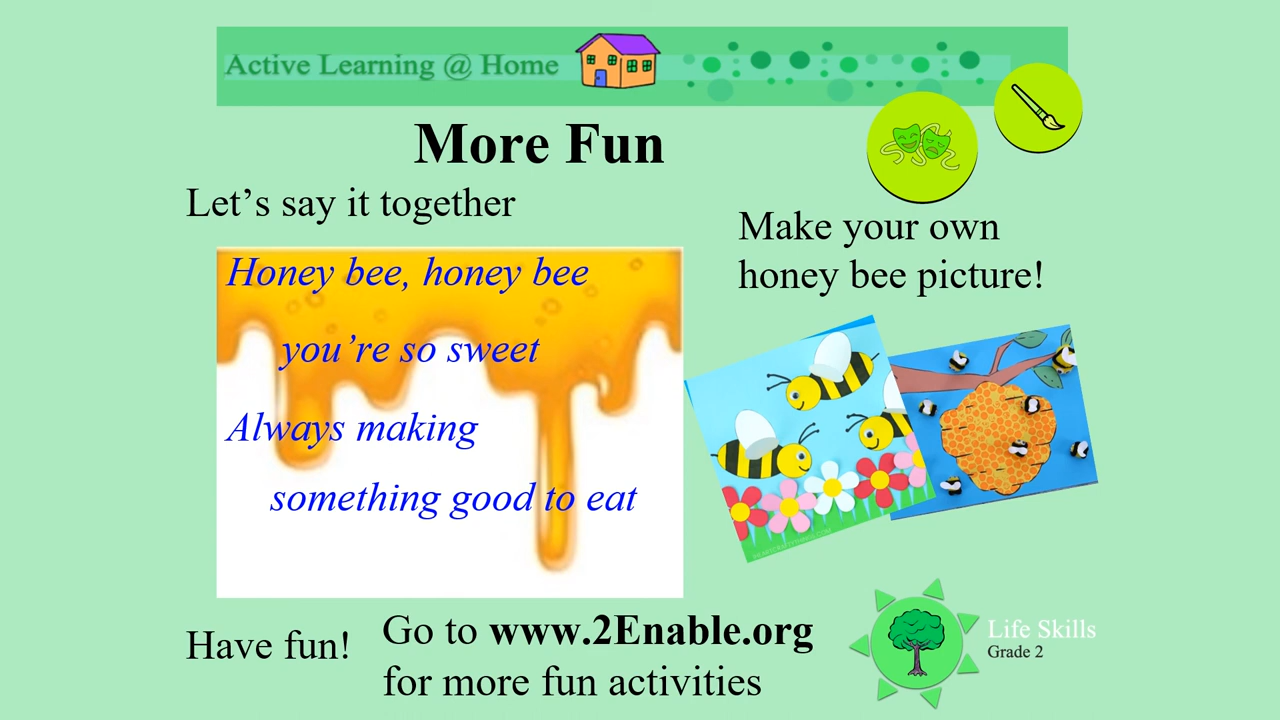 Active Learning @ Home
More Fun
Let’s say it together
Honey bee, honey bee
you’re so sweet
Always making
something good to eat
Make your own
honey bee picture!
Have fun!
Go to www.2Enable.org
for more fun activities
Life Skills
Grade 2